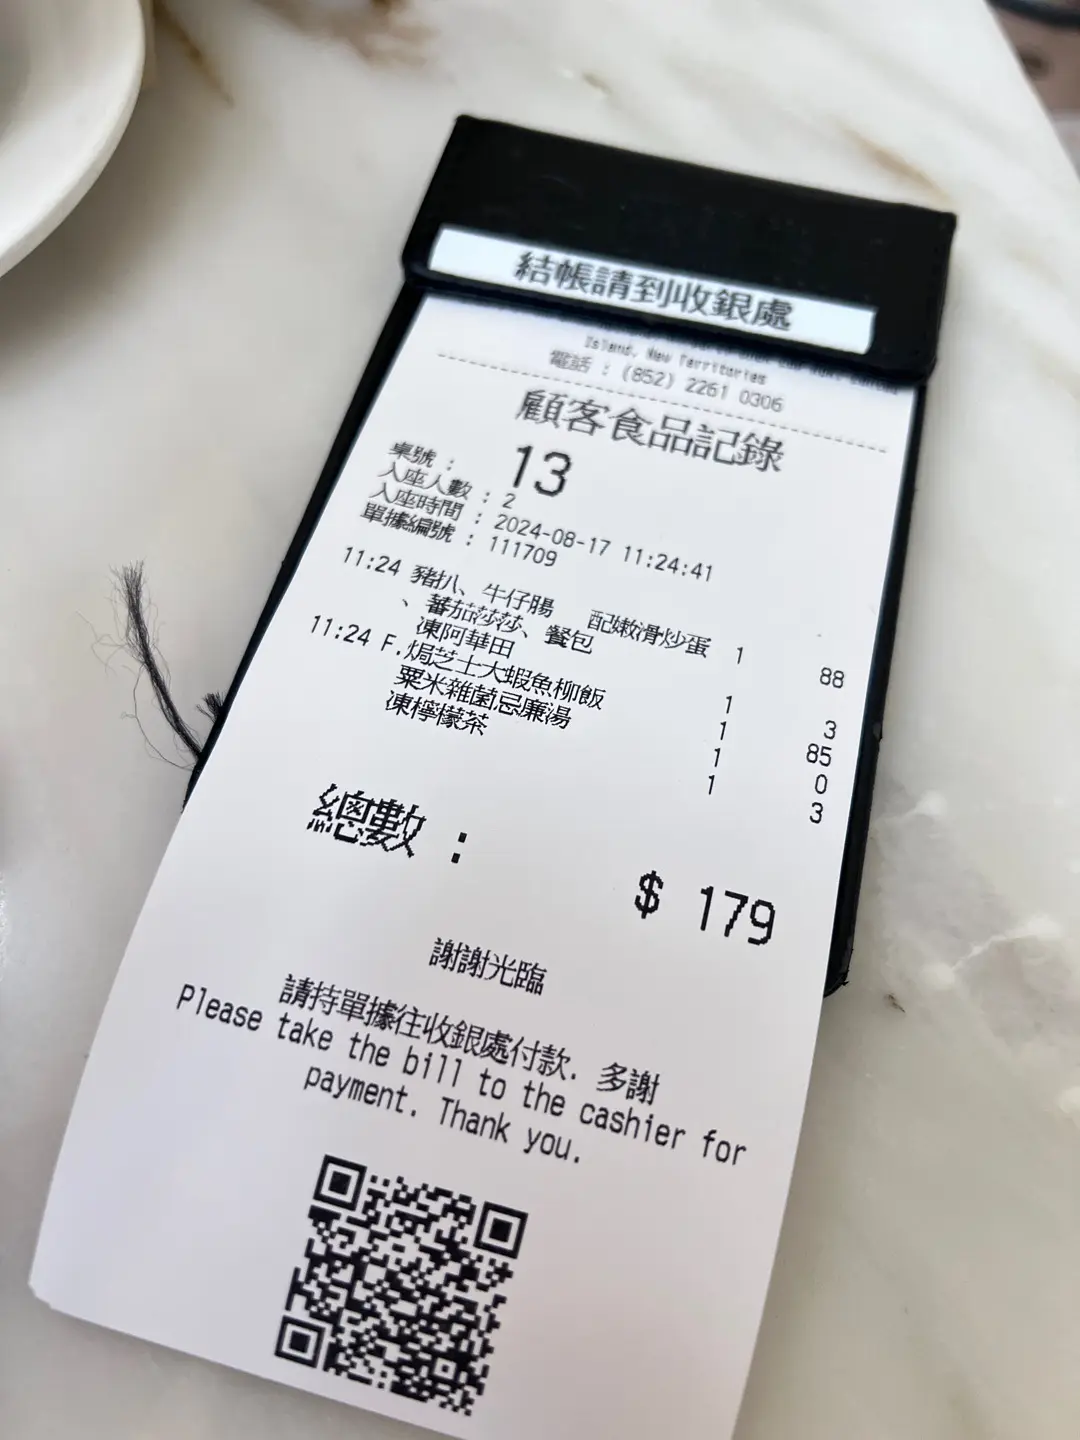 結帳請到收銀處
Island, New Territories
電話 : (852) 2261 0306
顧客食品記錄
桌號 : 13
入座人數 : 2
入座時間 : 2024-08-17 11:24:41
單據編號 : 111709
11:24 豬扒、牛仔腸 配嫩滑炒蛋 1 88
、蕃茄莎莎、餐包
凍阿華田 1 3
11:24 F.焗芝士大蝦魚柳飯 1 85
粟米雜菌忌廉湯 1 0
凍檸檬茶 1 3
總數 : $ 179
謝謝光臨
請持單據往收銀處付款. 多謝
Please take the bill to the cashier for
payment. Thank you.